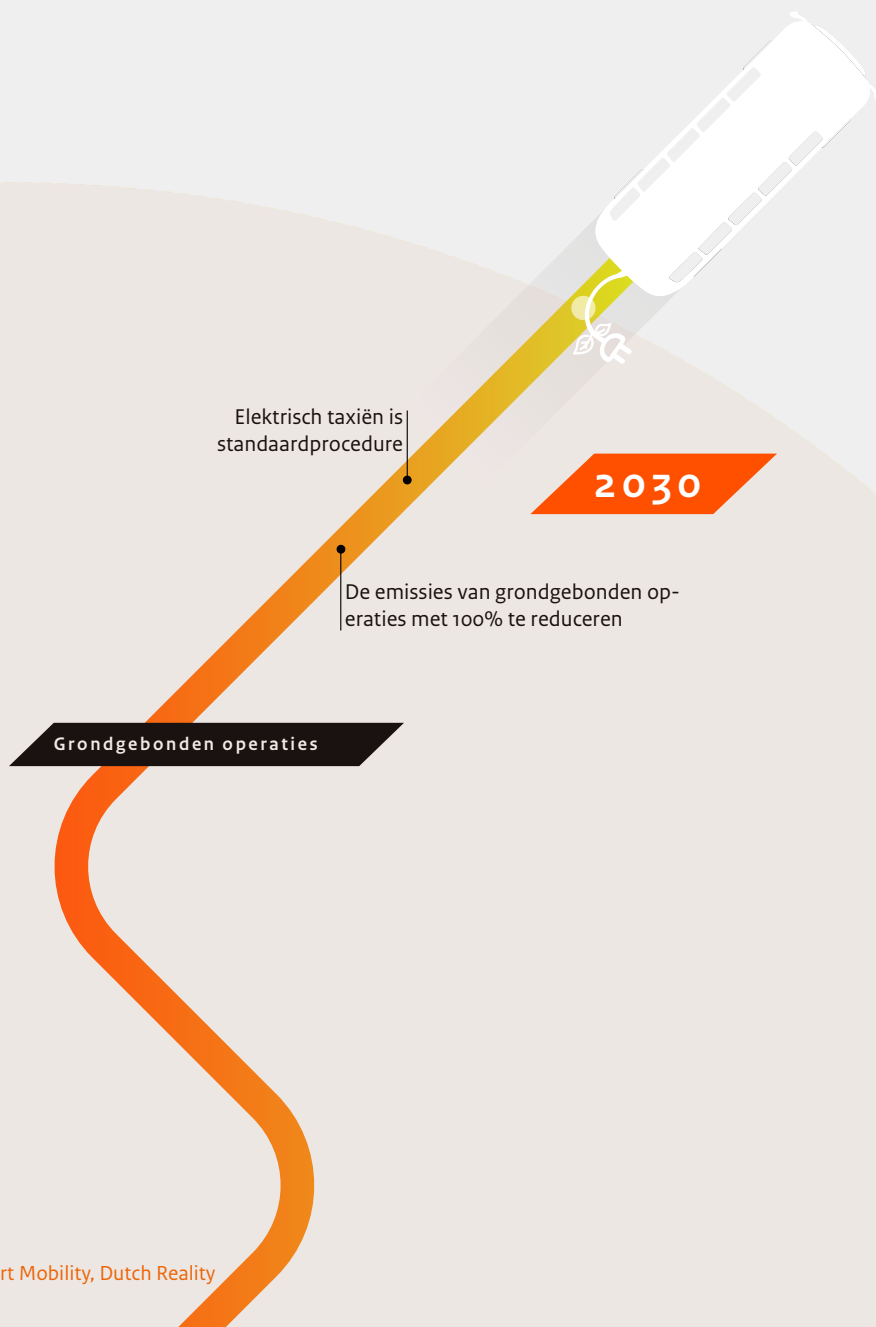 Elektrisch taxiën is
standaardprocedure
2030
De emissies van grondgebonden op-
eraties met 100% te reduceren
Grondgebonden operaties
rt Mobility, Dutch Reality